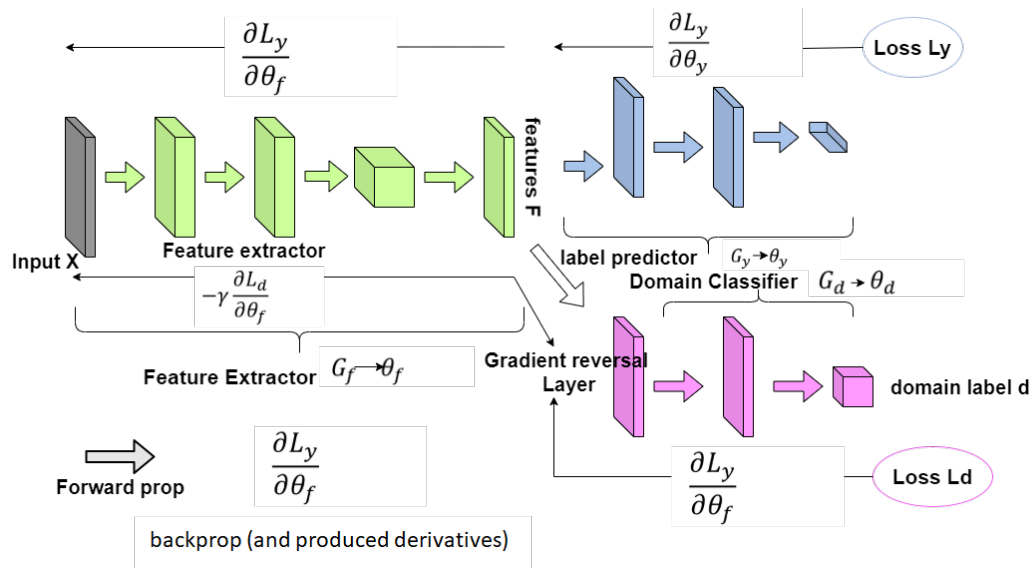 ∂L_y
∂θ_f
∂L_y
∂θ_y
Loss Ly
features F
Feature extractor
Input X
label predictor
G_y→θ_y
Domain Classifier
G_d→θ_d
−γ ∂L_d
∂θ_f
Feature Extractor
G_f→θ_f
Gradient reversal
Layer
domain label d
Forward prop
∂L_y
∂θ_f
∂L_y
∂θ_f
Loss Ld
backprop (and produced derivatives)